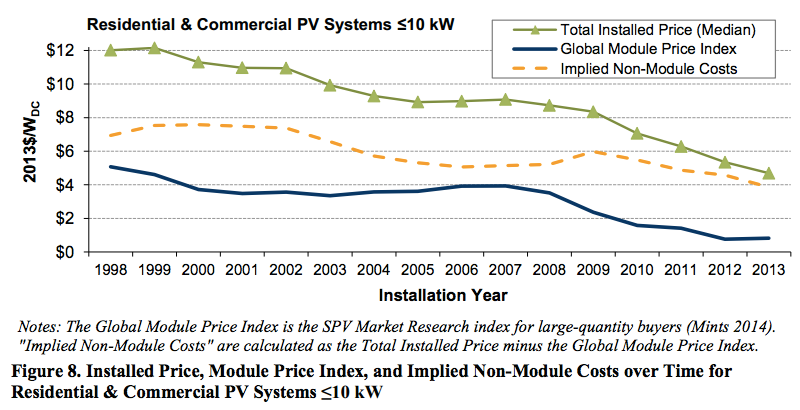 Residential & Commercial PV Systems ≤10 kW
Total Installed Price (Median)
Global Module Price Index
Implied Non-Module Costs
2013$/WDC
$12
$10
$8
$6
$4
$2
$0
1998 1999 2000 2001 2002 2003 2004 2005 2006 2007 2008 2009 2010 2011 2012 2013
Installation Year
Notes: The Global Module Price Index is the SPV Market Research index for large-quantity buyers (Mints 2014).
"Implied Non-Module Costs" are calculated as the Total Installed Price minus the Global Module Price Index.
Figure 8. Installed Price, Module Price Index, and Implied Non-Module Costs over Time for
Residential & Commercial PV Systems ≤10 kW